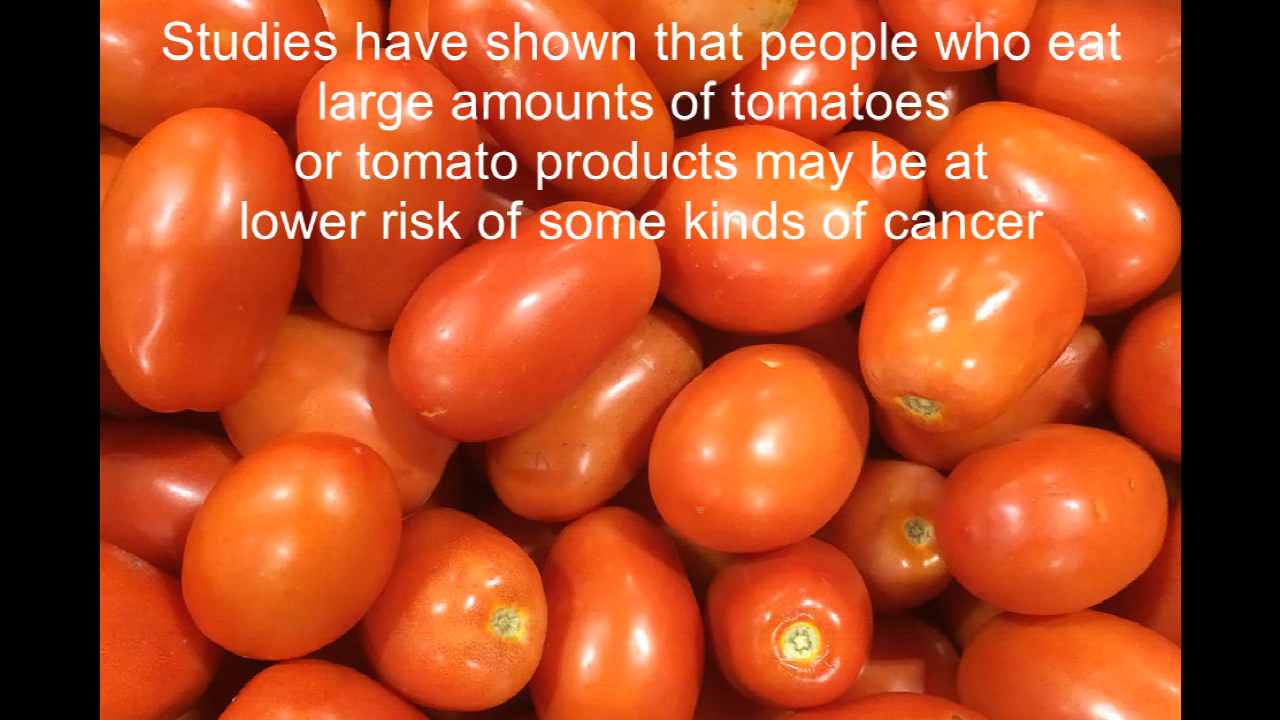 Studies have shown that people who eat
large amounts of tomatoes
or tomato products may be at
lower risk of some kinds of cancer